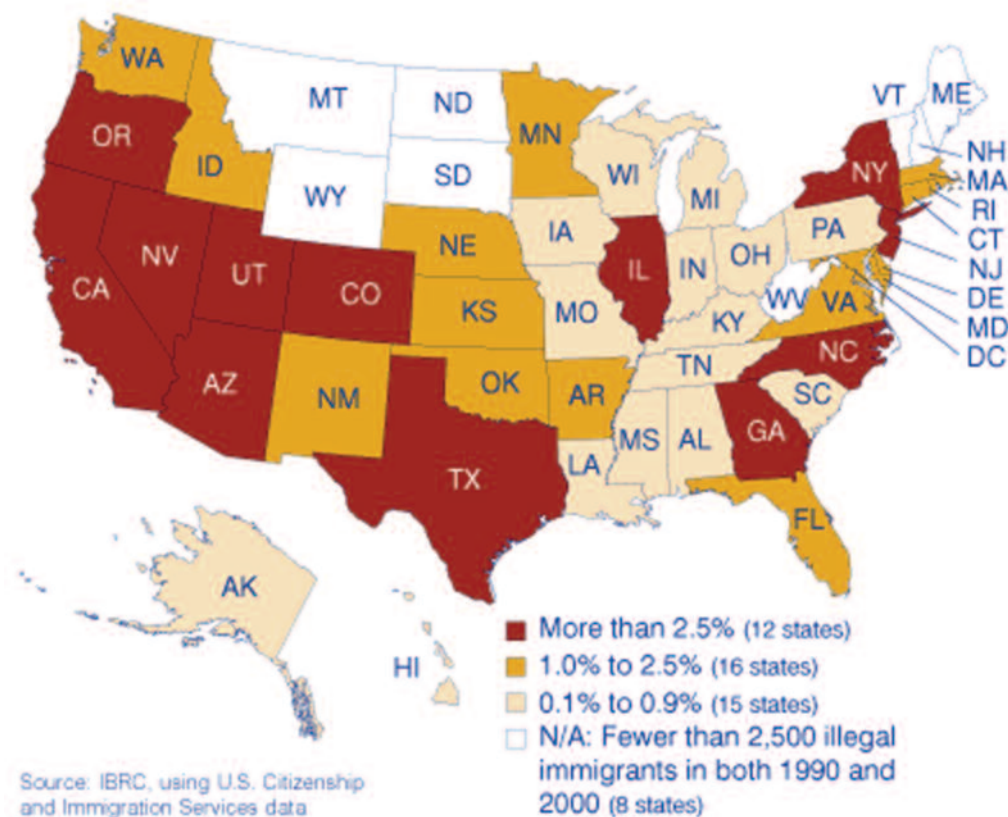 WA
MT
ND
MN
VT
ME
OR
ID
SD
WI
NY
NH
MA
WY
MI
RI
IA
PA
CT
NE
NV
UT
IL
IN
OH
NJ
CA
CO
DE
WV
VA
KS
MO
MD
KY
DC
NC
TN
AZ
OK
AR
NM
SC
MS
AL
GA
LA
TX
FL
AK
HI
More than 2.5% (12 states)
1.0% to 2.5% (16 states)
0.1% to 0.9% (15 states)
N/A: Fewer than 2,500 illegal
immigrants in both 1990 and
2000 (8 states)
Source: IBRC, using U.S. Citizenship
and Immigration Services data